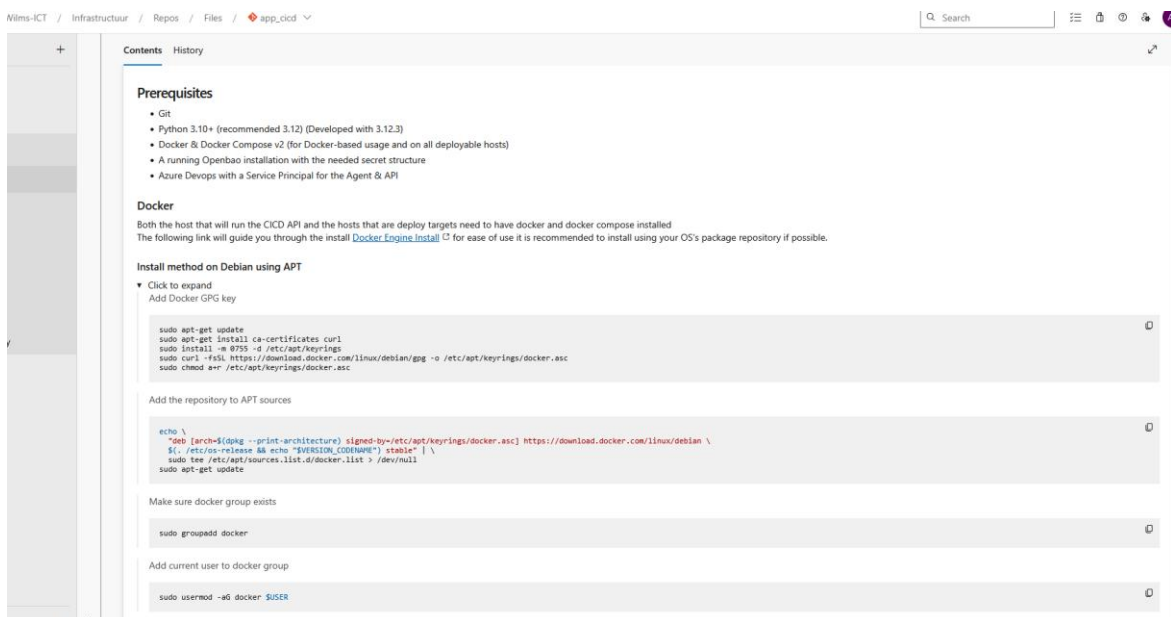 Wilms-ICT / Infrastructuur / Repos / Files / app_cicd
Search
Contents History
Prerequisites
• Git
• Python 3.10+ (recommended 3.12) (Developed with 3.12.3)
• Docker & Docker Compose v2 (for Docker-based usage and on all deployable hosts)
• A running Openbao installation with the needed secret structure
• Azure Devops with a Service Principal for the Agent & API
Docker
Both the host that will run the CICD API and the hosts that are deploy targets need to have docker and docker compose installed
The following link will guide you through the install Docker Engine Install for ease of use it is recommended to install using your OS's package repository if possible.
Install method on Debian using APT
▼ Click to expand
Add Docker GPG key
sudo apt-get update
sudo apt-get install ca-certificates curl
sudo install -m 0755 -d /etc/apt/keyrings
sudo curl -fsSL https://download.docker.com/linux/debian/gpg -o /etc/apt/keyrings/docker.asc
sudo chmod a+r /etc/apt/keyrings/docker.asc
Add the repository to APT sources
echo \
"deb [arch=$(dpkg --print-architecture) signed-by=/etc/apt/keyrings/docker.asc] https://download.docker.com/linux/debian \
$(. /etc/os-release && echo "$VERSION_CODENAME") stable" | \
sudo tee /etc/apt/sources.list.d/docker.list > /dev/null
sudo apt-get update
Make sure docker group exists
sudo groupadd docker
Add current user to docker group
sudo usermod -aG docker $USER